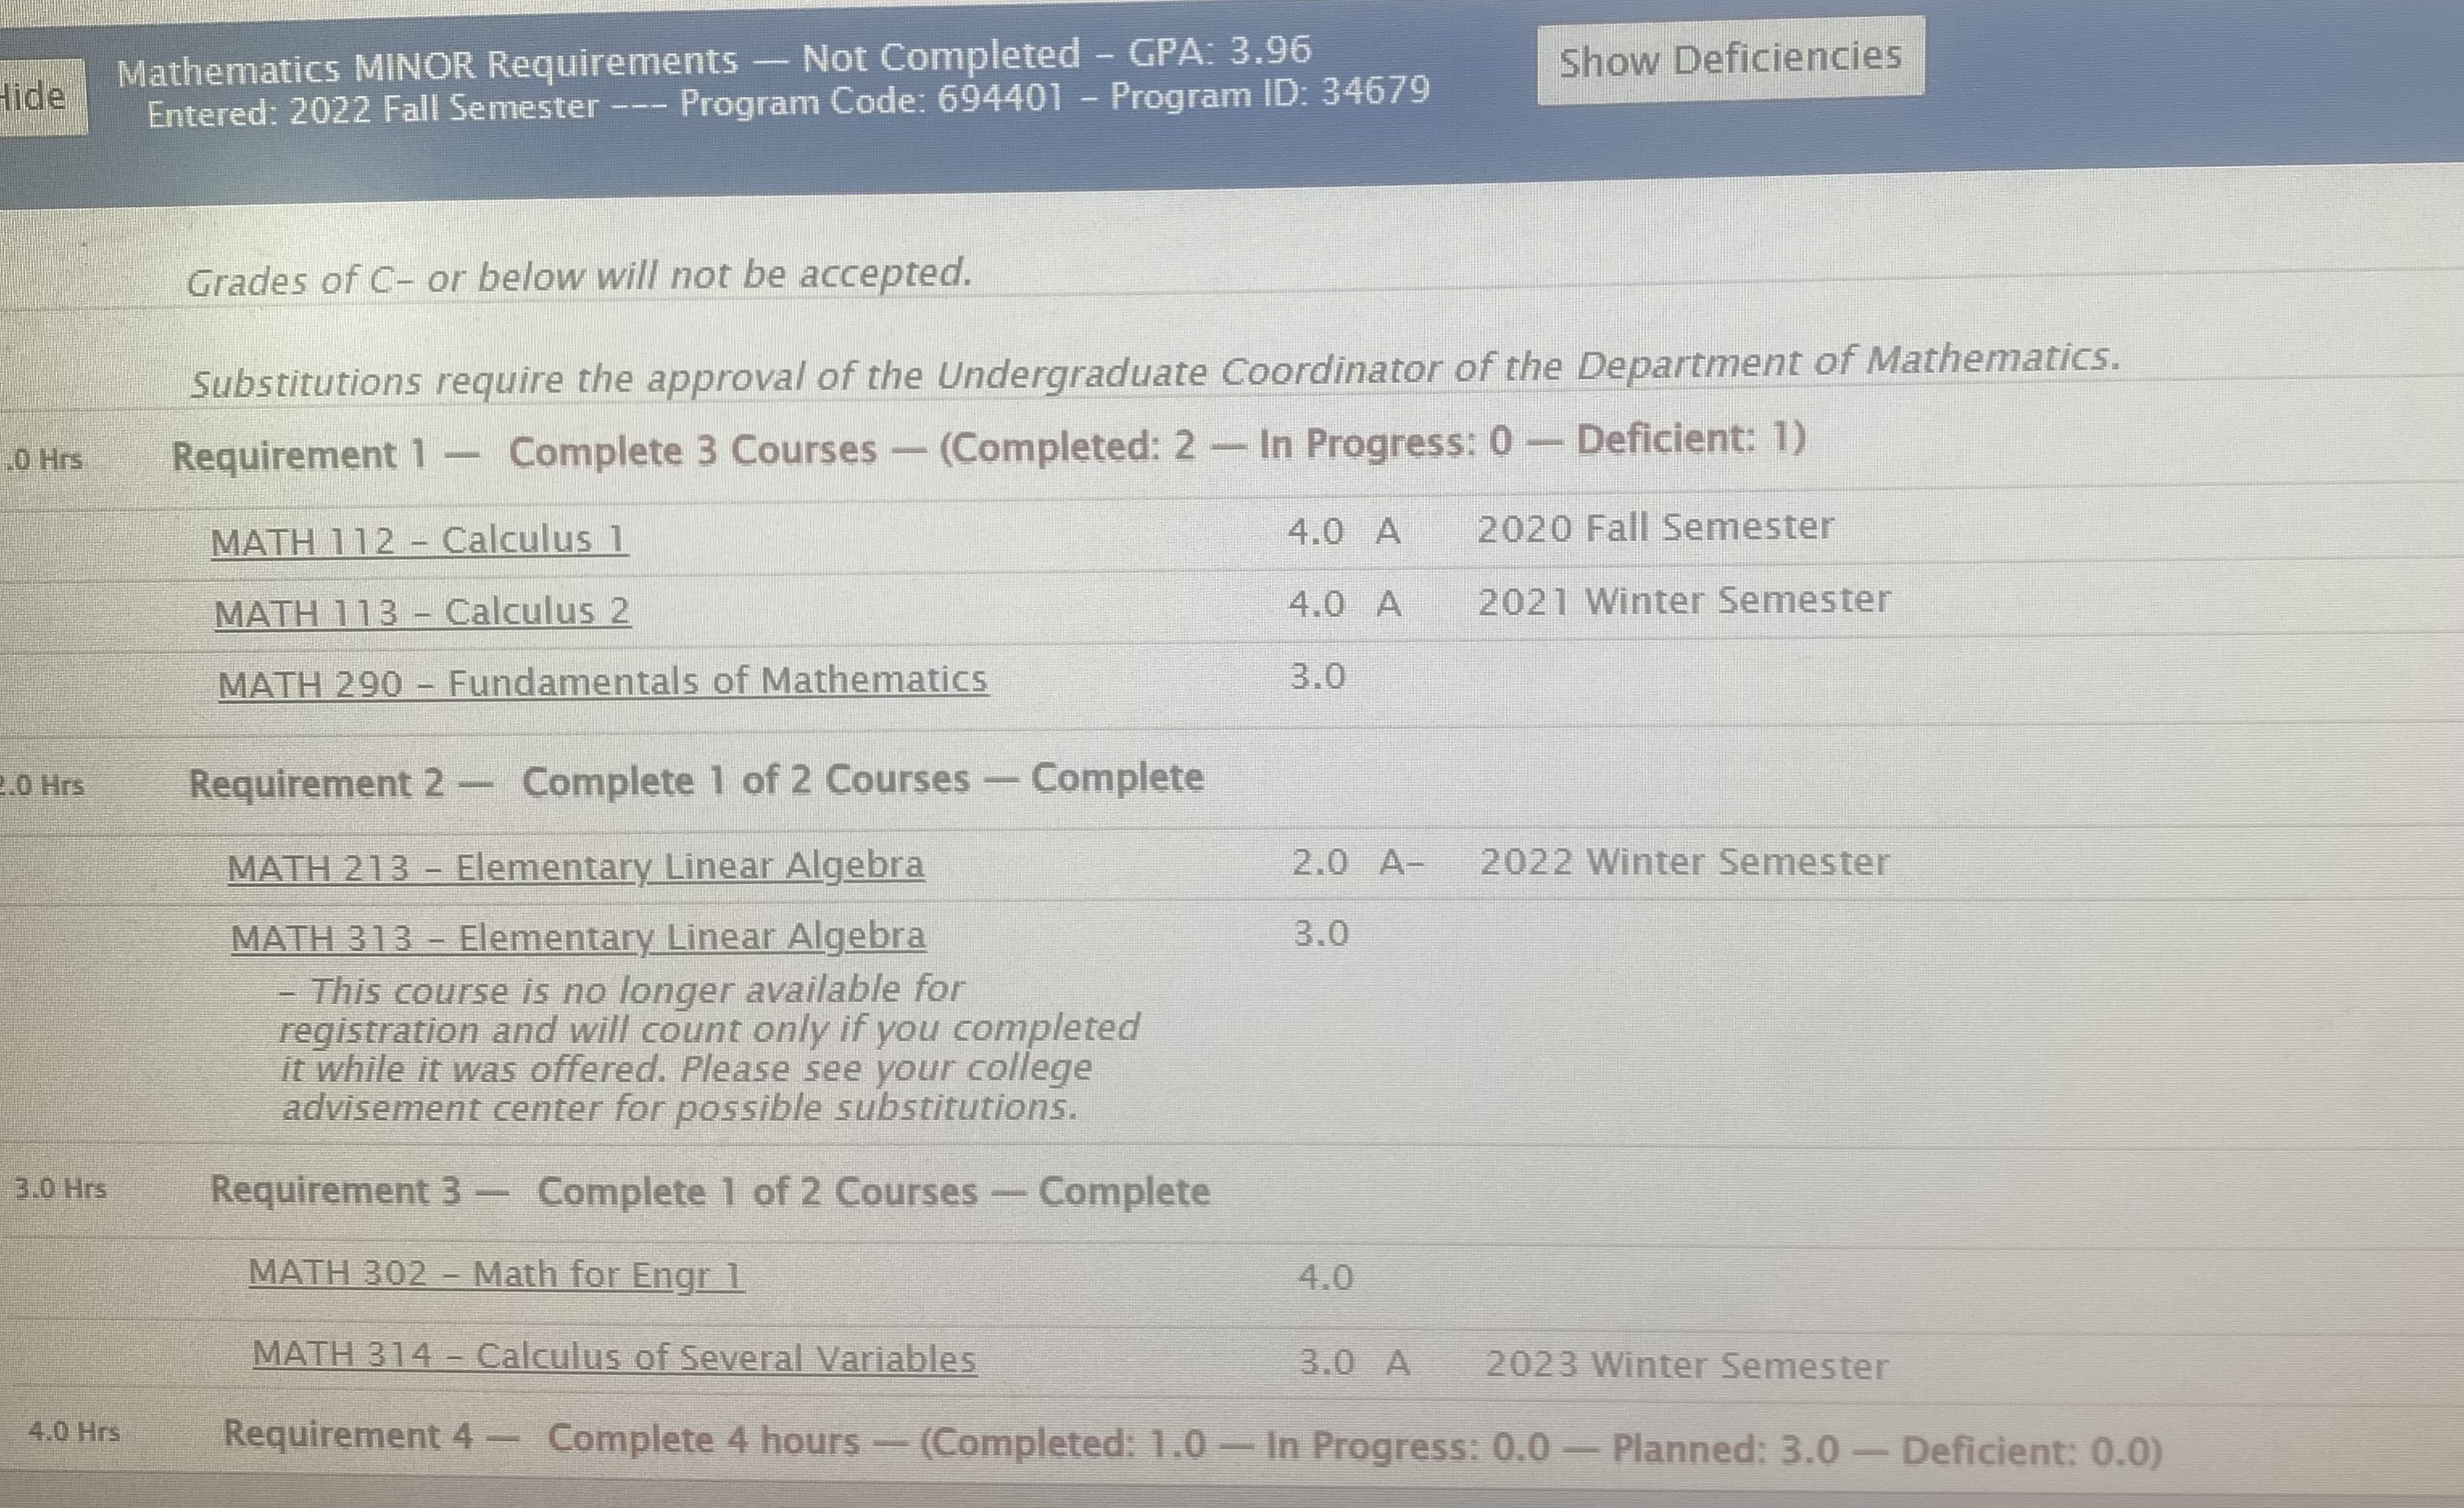 Hide
Mathematics MINOR Requirements — Not Completed – GPA: 3.96
Entered: 2022 Fall Semester --- Program Code: 694401 – Program ID: 34679
Show Deficiencies
Grades of C– or below will not be accepted.
Substitutions require the approval of the Undergraduate Coordinator of the Department of Mathematics.
.0 Hrs Requirement 1 — Complete 3 Courses — (Completed: 2 — In Progress: 0 — Deficient: 1)
MATH 112 – Calculus 1 4.0 A 2020 Fall Semester
MATH 113 – Calculus 2 4.0 A 2021 Winter Semester
MATH 290 – Fundamentals of Mathematics 3.0
2.0 Hrs Requirement 2 — Complete 1 of 2 Courses — Complete
MATH 213 – Elementary Linear Algebra 2.0 A– 2022 Winter Semester
MATH 313 – Elementary Linear Algebra 3.0
– This course is no longer available for
registration and will count only if you completed
it while it was offered. Please see your college
advisement center for possible substitutions.
3.0 Hrs Requirement 3 — Complete 1 of 2 Courses — Complete
MATH 302 – Math for Engr 1 4.0
MATH 314 – Calculus of Several Variables 3.0 A 2023 Winter Semester
4.0 Hrs Requirement 4 — Complete 4 hours — (Completed: 1.0 — In Progress: 0.0 — Planned: 3.0 — Deficient: 0.0)